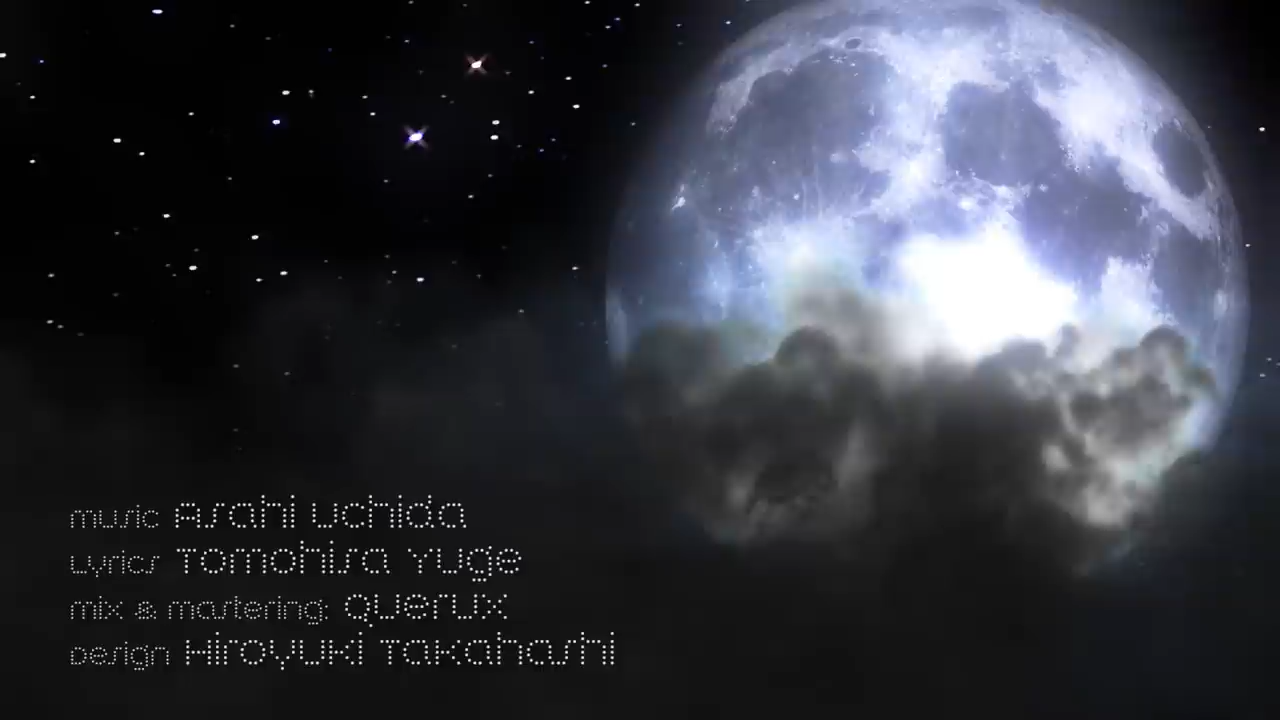 music Asahi Uchida
Lyrics Tomohisa Yuge
mix & mastering: Querux
Design Hiroyuki Takahashi